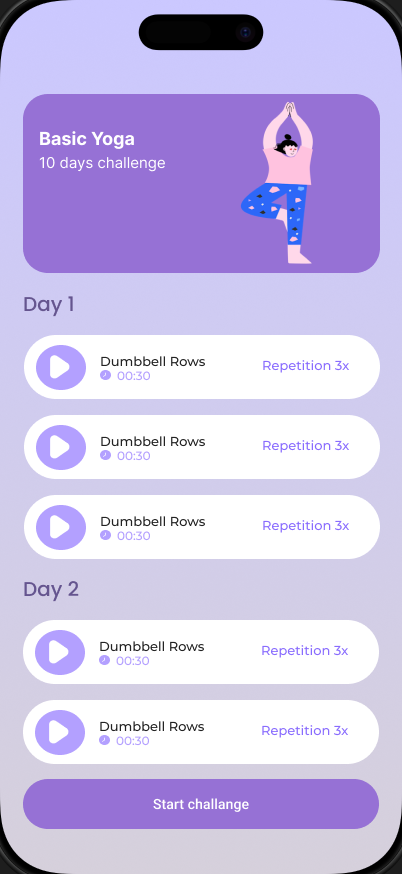 Basic Yoga
10 days challenge
Day 1
Dumbbell Rows
00:30
Repetition 3x
Dumbbell Rows
00:30
Repetition 3x
Dumbbell Rows
00:30
Repetition 3x
Day 2
Dumbbell Rows
00:30
Repetition 3x
Dumbbell Rows
00:30
Repetition 3x
Start challange